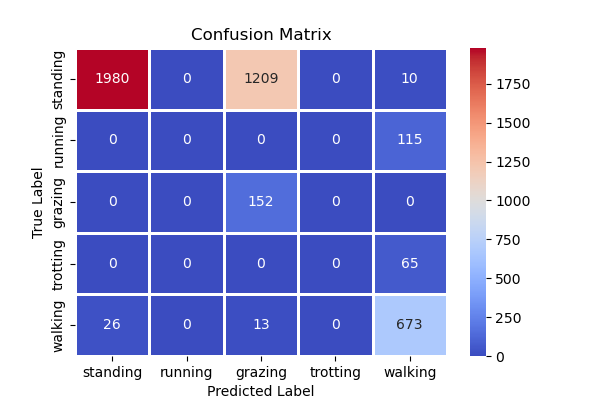 Confusion Matrix
True Label
standing 1980 0 1209 0 10
running 0 0 0 0 115
grazing 0 0 152 0 0
trotting 0 0 0 0 65
walking 26 0 13 0 673
standing running grazing trotting walking
Predicted Label
1750
1500
1250
1000
750
500
250
0